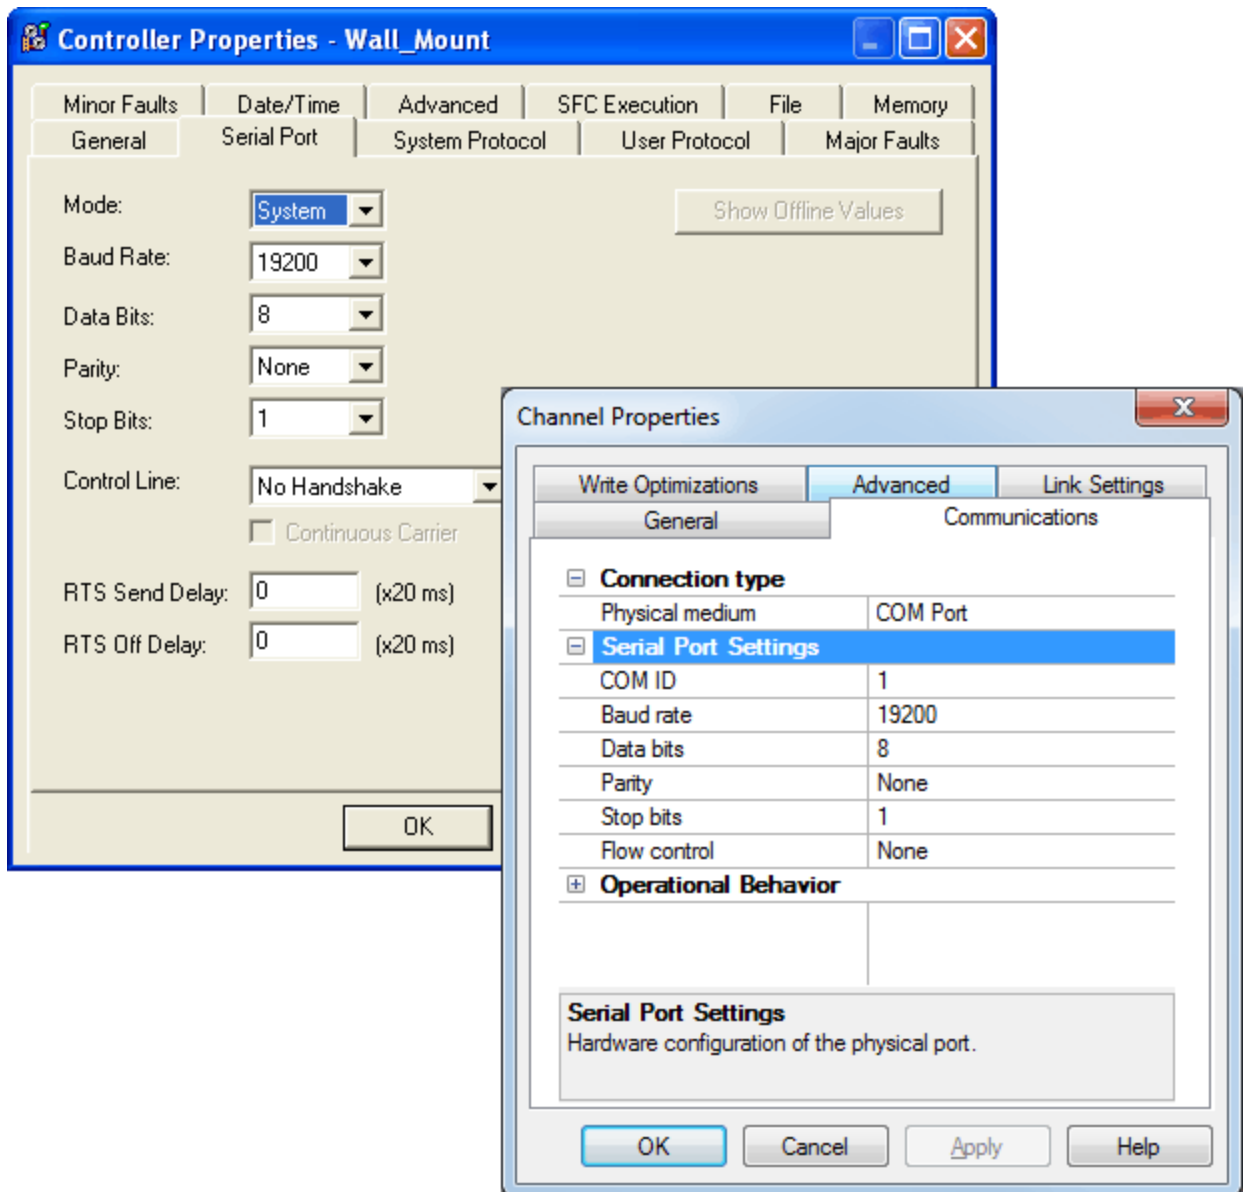 Controller Properties - Wall_Mount
Minor Faults Date/Time Advanced SFC Execution File Memory
General Serial Port System Protocol User Protocol Major Faults
Mode: System Show Offline Values
Baud Rate: 19200
Data Bits: 8
Parity: None
Stop Bits: 1
Control Line: No Handshake
Continuous Carrier
RTS Send Delay: 0 (x20 ms)
RTS Off Delay: 0 (x20 ms)
OK
Channel Properties
Write Optimizations Advanced Link Settings
General Communications
Connection type
Physical medium COM Port
Serial Port Settings
COM ID 1
Baud rate 19200
Data bits 8
Parity None
Stop bits 1
Flow control None
Operational Behavior
Serial Port Settings
Hardware configuration of the physical port.
OK Cancel Apply Help